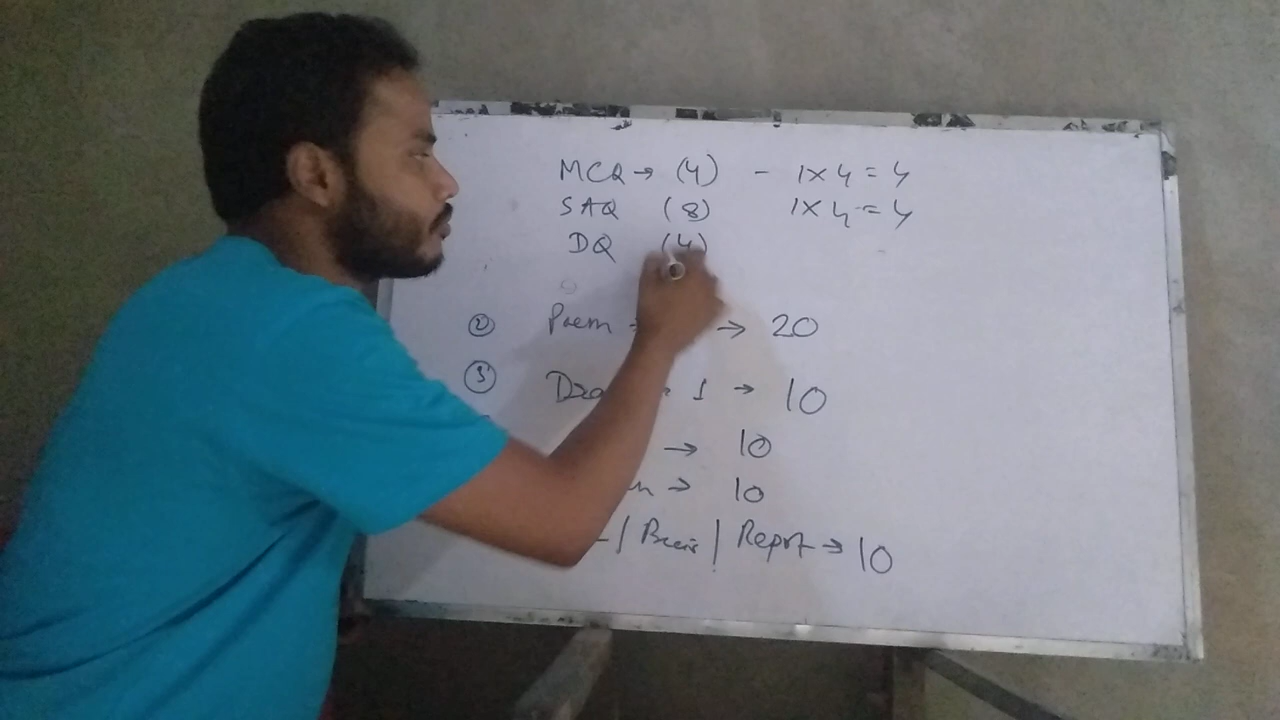 MCQ → (4) - 1 × 4 = 4
SAQ (8) 1 × 4 = 4
DQ (4)
② Poem → 20
③ 1 → 10
→ 10
→ 10
/ Precis / Report → 10